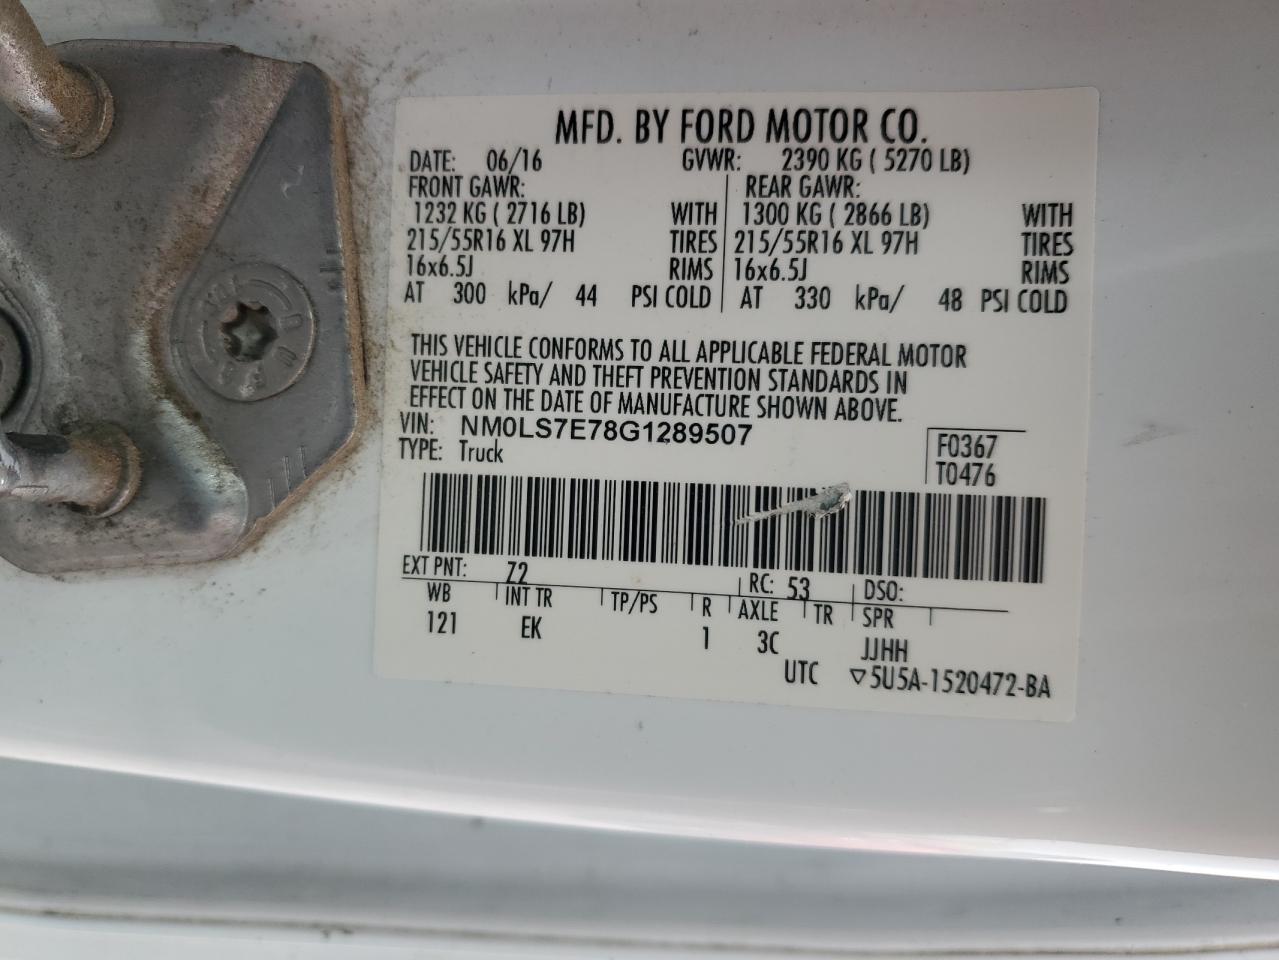 MFD. BY FORD MOTOR CO.
DATE: 06/16 GVWR: 2390 KG ( 5270 LB)
FRONT GAWR: REAR GAWR:
1232 KG ( 2716 LB) WITH 1300 KG ( 2866 LB) WITH
215/55R16 XL 97H TIRES 215/55R16 XL 97H TIRES
16x6.5J RIMS 16x6.5J RIMS
AT 300 kPa/ 44 PSI COLD AT 330 kPa/ 48 PSI COLD
THIS VEHICLE CONFORMS TO ALL APPLICABLE FEDERAL MOTOR
VEHICLE SAFETY AND THEFT PREVENTION STANDARDS IN
EFFECT ON THE DATE OF MANUFACTURE SHOWN ABOVE.
VIN: NM0LS7E78G1289507
TYPE: Truck
F0367
T0476
EXT PNT: Z2 RC: 53 DSO:
WB INT TR TP/PS R AXLE TR SPR
121 EK 1 3C JJHH
UTC ▽5U5A-1520472-BA